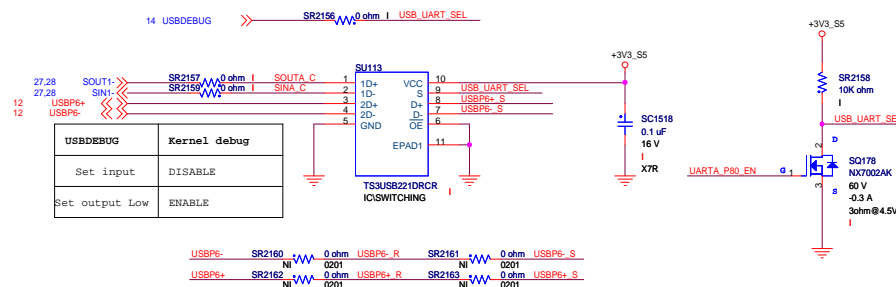 14 USBDEBUG SR2156 0 ohm I USB_UART_SEL
+3V3_S5 +3V3_S5
SU113
27,28 SOUT1- SR2157 0 ohm I SOUTA_C 1 1D+ VCC 10
27,28 SIN1- SR2159 0 ohm I SINA_C 2 1D- S 9 USB_UART_SEL
12 USBP6+ 3 2D+ D+ 8 USBP6+_S
12 USBP6- 4 2D- D- 7 USBP6-_S
5 GND OE 6
EPAD1 11
TS3USB221DRCR I
IC\SWITCHING
SC1518
0.1 uF
16 V
I
X7R
SR2158
10K ohm
I
USB_UART_SE
D
2
UARTA_P80_EN G 1
3
S
SQ178
NX7002AK
60 V
-0.3 A
3ohm@4.5V
I
USBDEBUG Kernel debug
Set input DISABLE
Set output Low ENABLE
USBP6- SR2160 0 ohm USBP6-_R SR2161 0 ohm USBP6-_S
NI 0201 NI 0201
USBP6+ SR2162 0 ohm USBP6+_R SR2163 0 ohm USBP6+_S
NI 0201 NI 0201